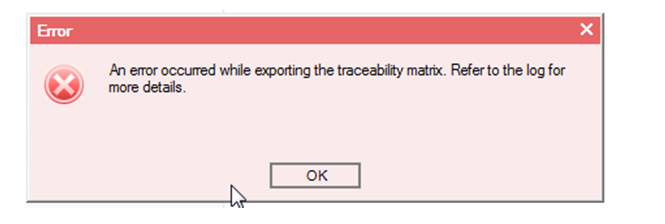 Error
An error occurred while exporting the traceability matrix. Refer to the log for
more details.
OK